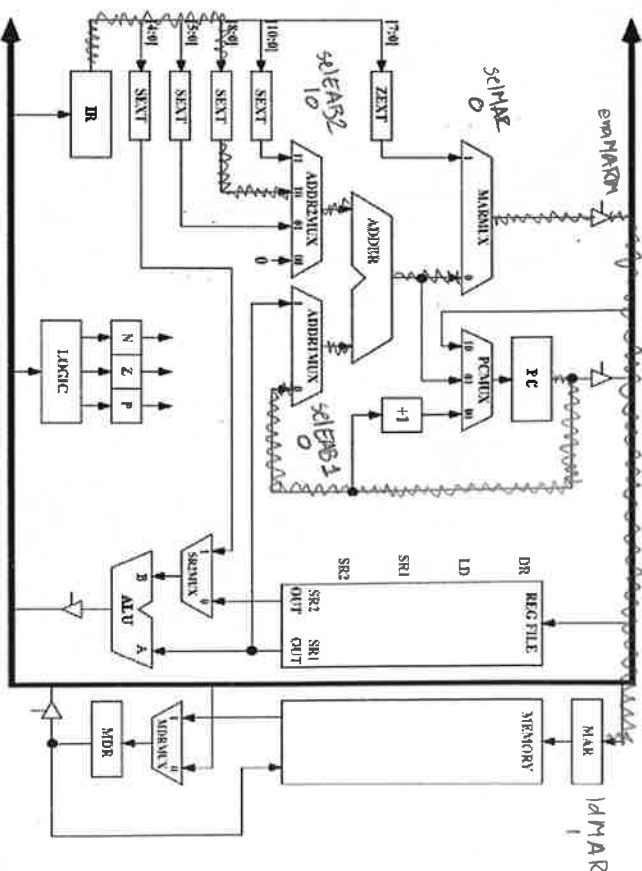 enaMARM
MARMUX
1
0
selMAR
0
PC
PCMUX
10
01
00
+1
REG FILE
DR
LD
SR1
SR2
SR2
OUT
SR1
OUT
MAR
ldMAR
1
MEMORY
[7:0]
ZEXT
ADDER
selEAB2
10
ADDR2MUX
11
10
01
00
0
ADDR1MUX
1
0
selEAB1
0
[10:0]
SEXT
[8:0]
SEXT
[5:0]
SEXT
[4:0]
SEXT
IR
N
Z
P
LOGIC
SR2MUX
1
0
B
A
ALU
MDRMUX
1
0
MDR